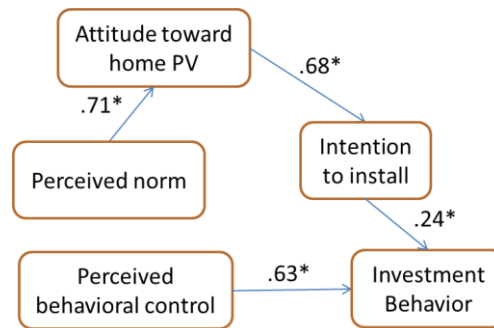 Attitude toward
home PV
.68*
.71*
Perceived norm
Intention
to install
.24*
Perceived
behavioral control
.63*
Investment
Behavior